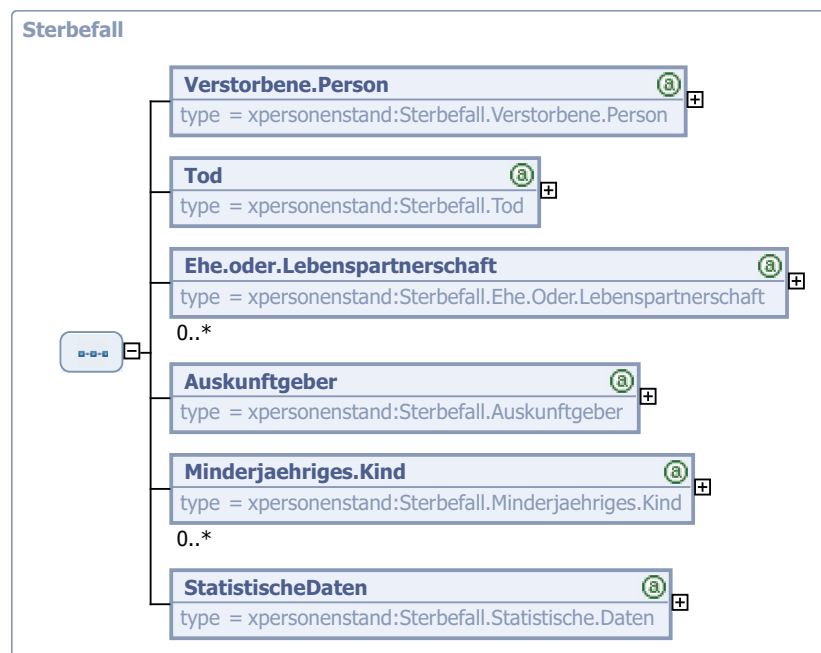 Sterbefall
Verstorbene.Person @
type = xpersonenstand:Sterbefall.Verstorbene.Person
Tod @
type = xpersonenstand:Sterbefall.Tod
Ehe.oder.Lebenspartnerschaft @
type = xpersonenstand:Sterbefall.Ehe.Oder.Lebenspartnerschaft
0..*
Auskunftgeber @
type = xpersonenstand:Sterbefall.Auskunftgeber
Minderjaehriges.Kind @
type = xpersonenstand:Sterbefall.Minderjaehriges.Kind
0..*
StatistischeDaten @
type = xpersonenstand:Sterbefall.Statistische.Daten